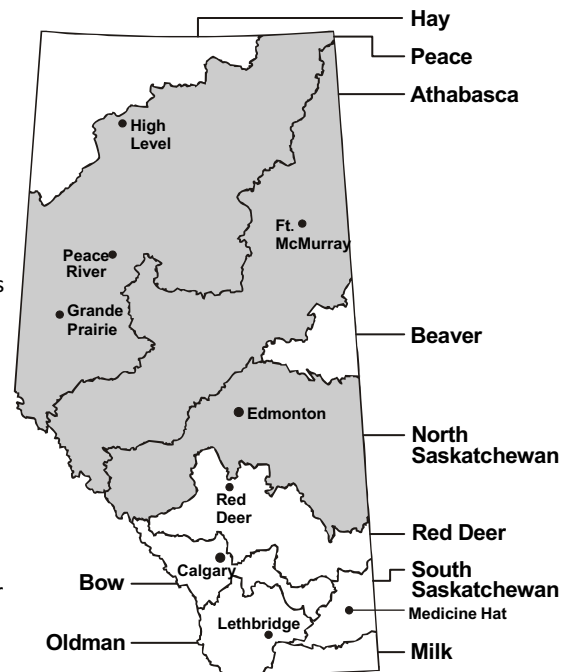 Hay
Peace
Athabasca
High
Level
Ft.
McMurray
Peace
River
s
Grande
Prairie
Beaver
Edmonton
North
Saskatchewan
Red
Deer
Red Deer
Calgary
South
Saskatchewan
Bow
r
Medicine Hat
Lethbridge
Oldman
Milk